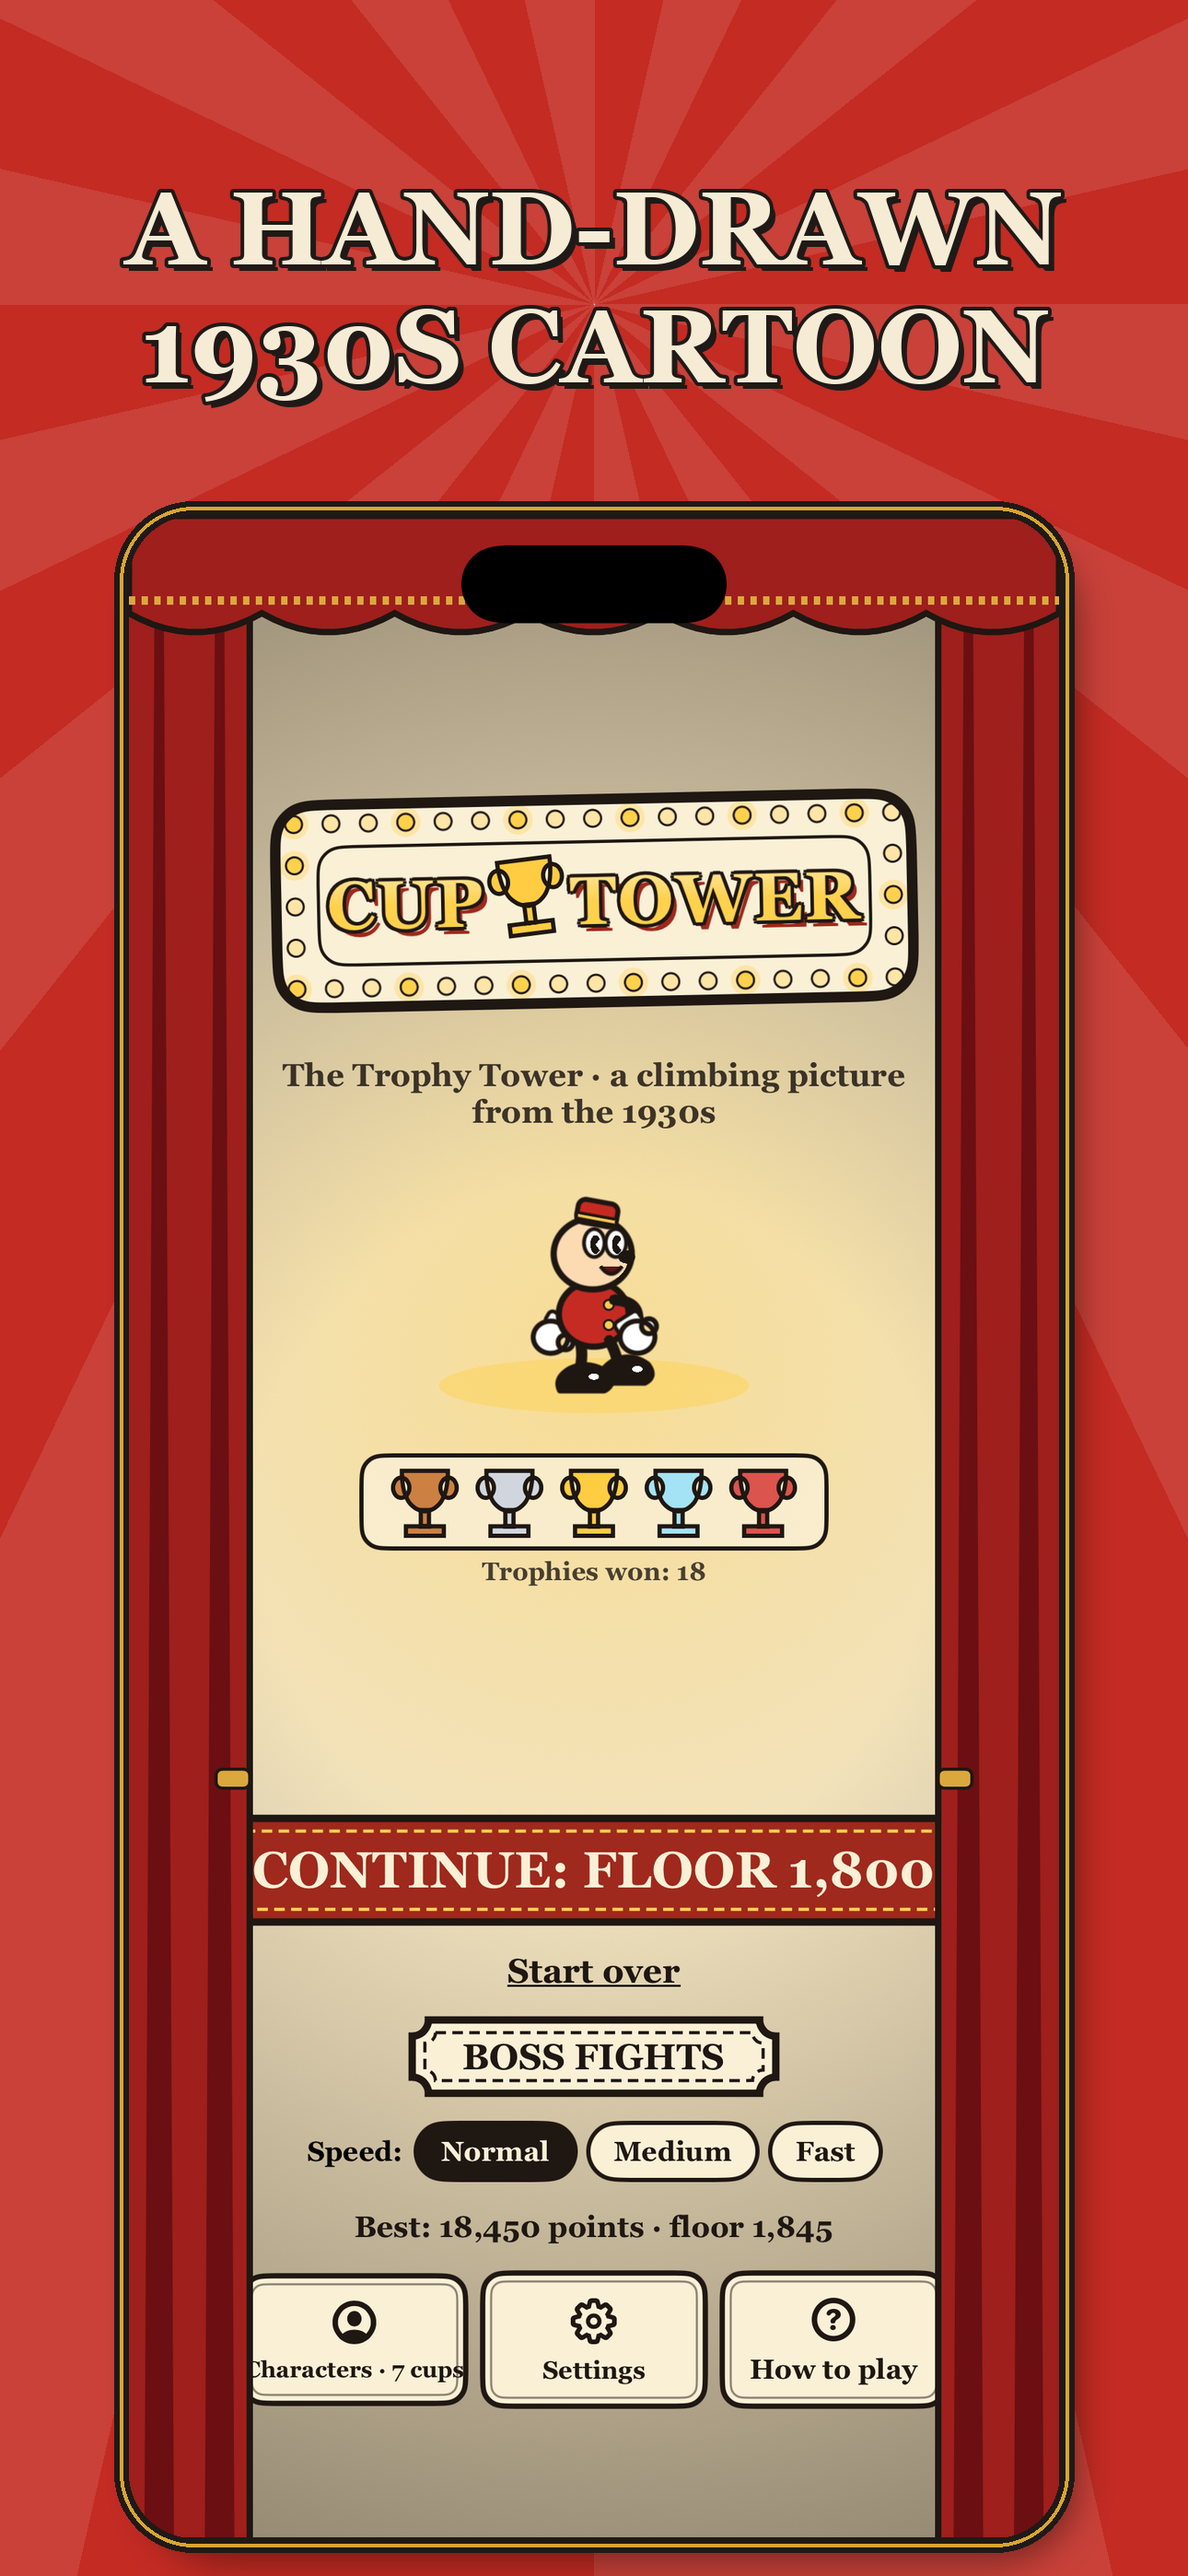 A HAND-DRAWN
1930S CARTOON
CUP TOWER
The Trophy Tower · a climbing picture
from the 1930s
Trophies won: 18
CONTINUE: FLOOR 1,800
Start over
BOSS FIGHTS
Speed: Normal Medium Fast
Best: 18,450 points · floor 1,845
Characters · 7 cups Settings How to play